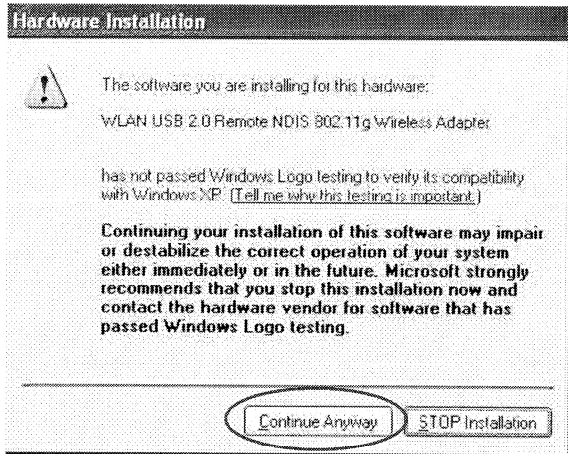 Hardware Installation
The software you are installing for this hardware:
WLAN USB 2.0 Remote NDIS 802.11g Wireless Adapter
has not passed Windows Logo testing to verify its compatibility
with Windows XP. (Tell me why this testing is important.)
Continuing your installation of this software may impair
or destabilize the correct operation of your system
either immediately or in the future. Microsoft strongly
recommends that you stop this installation now and
contact the hardware vendor for software that has
passed Windows Logo testing.
Continue Anyway STOP Installation